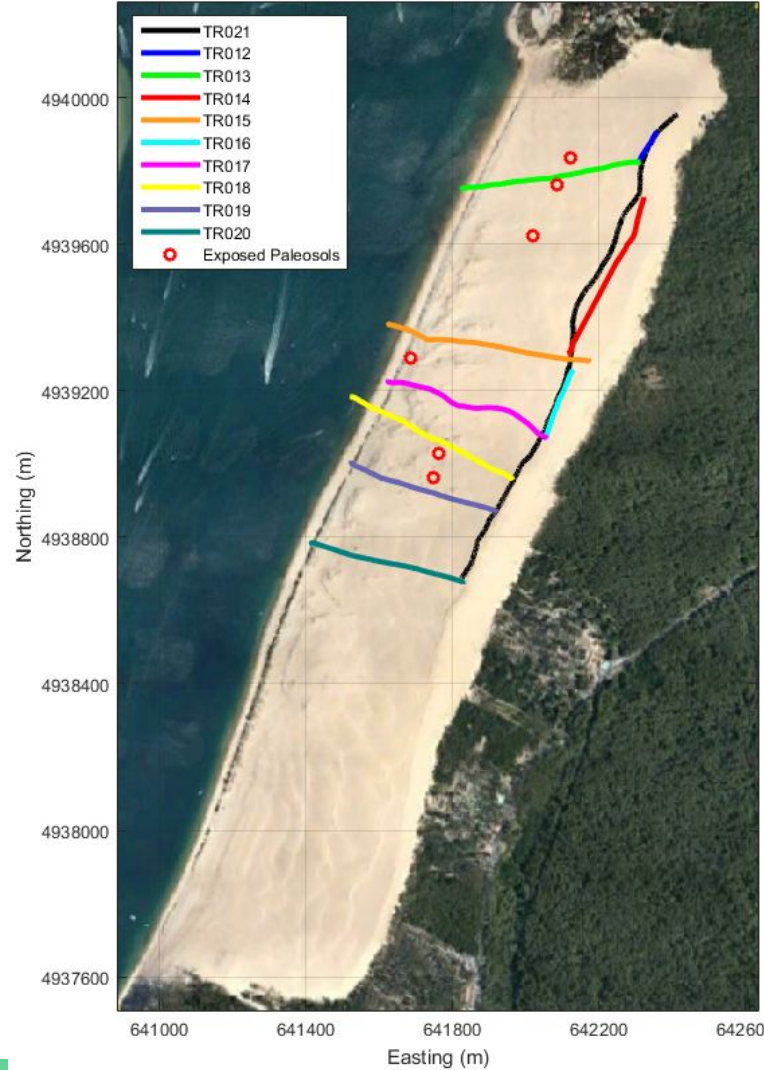 TR021
TR012
TR013
TR014
TR015
TR016
TR017
TR018
TR019
TR020
Exposed Paleosols
4940000
4939600
4939200
4938800
4938400
4938000
4937600
Northing (m)
641000 641400 641800 642200 64260
Easting (m)